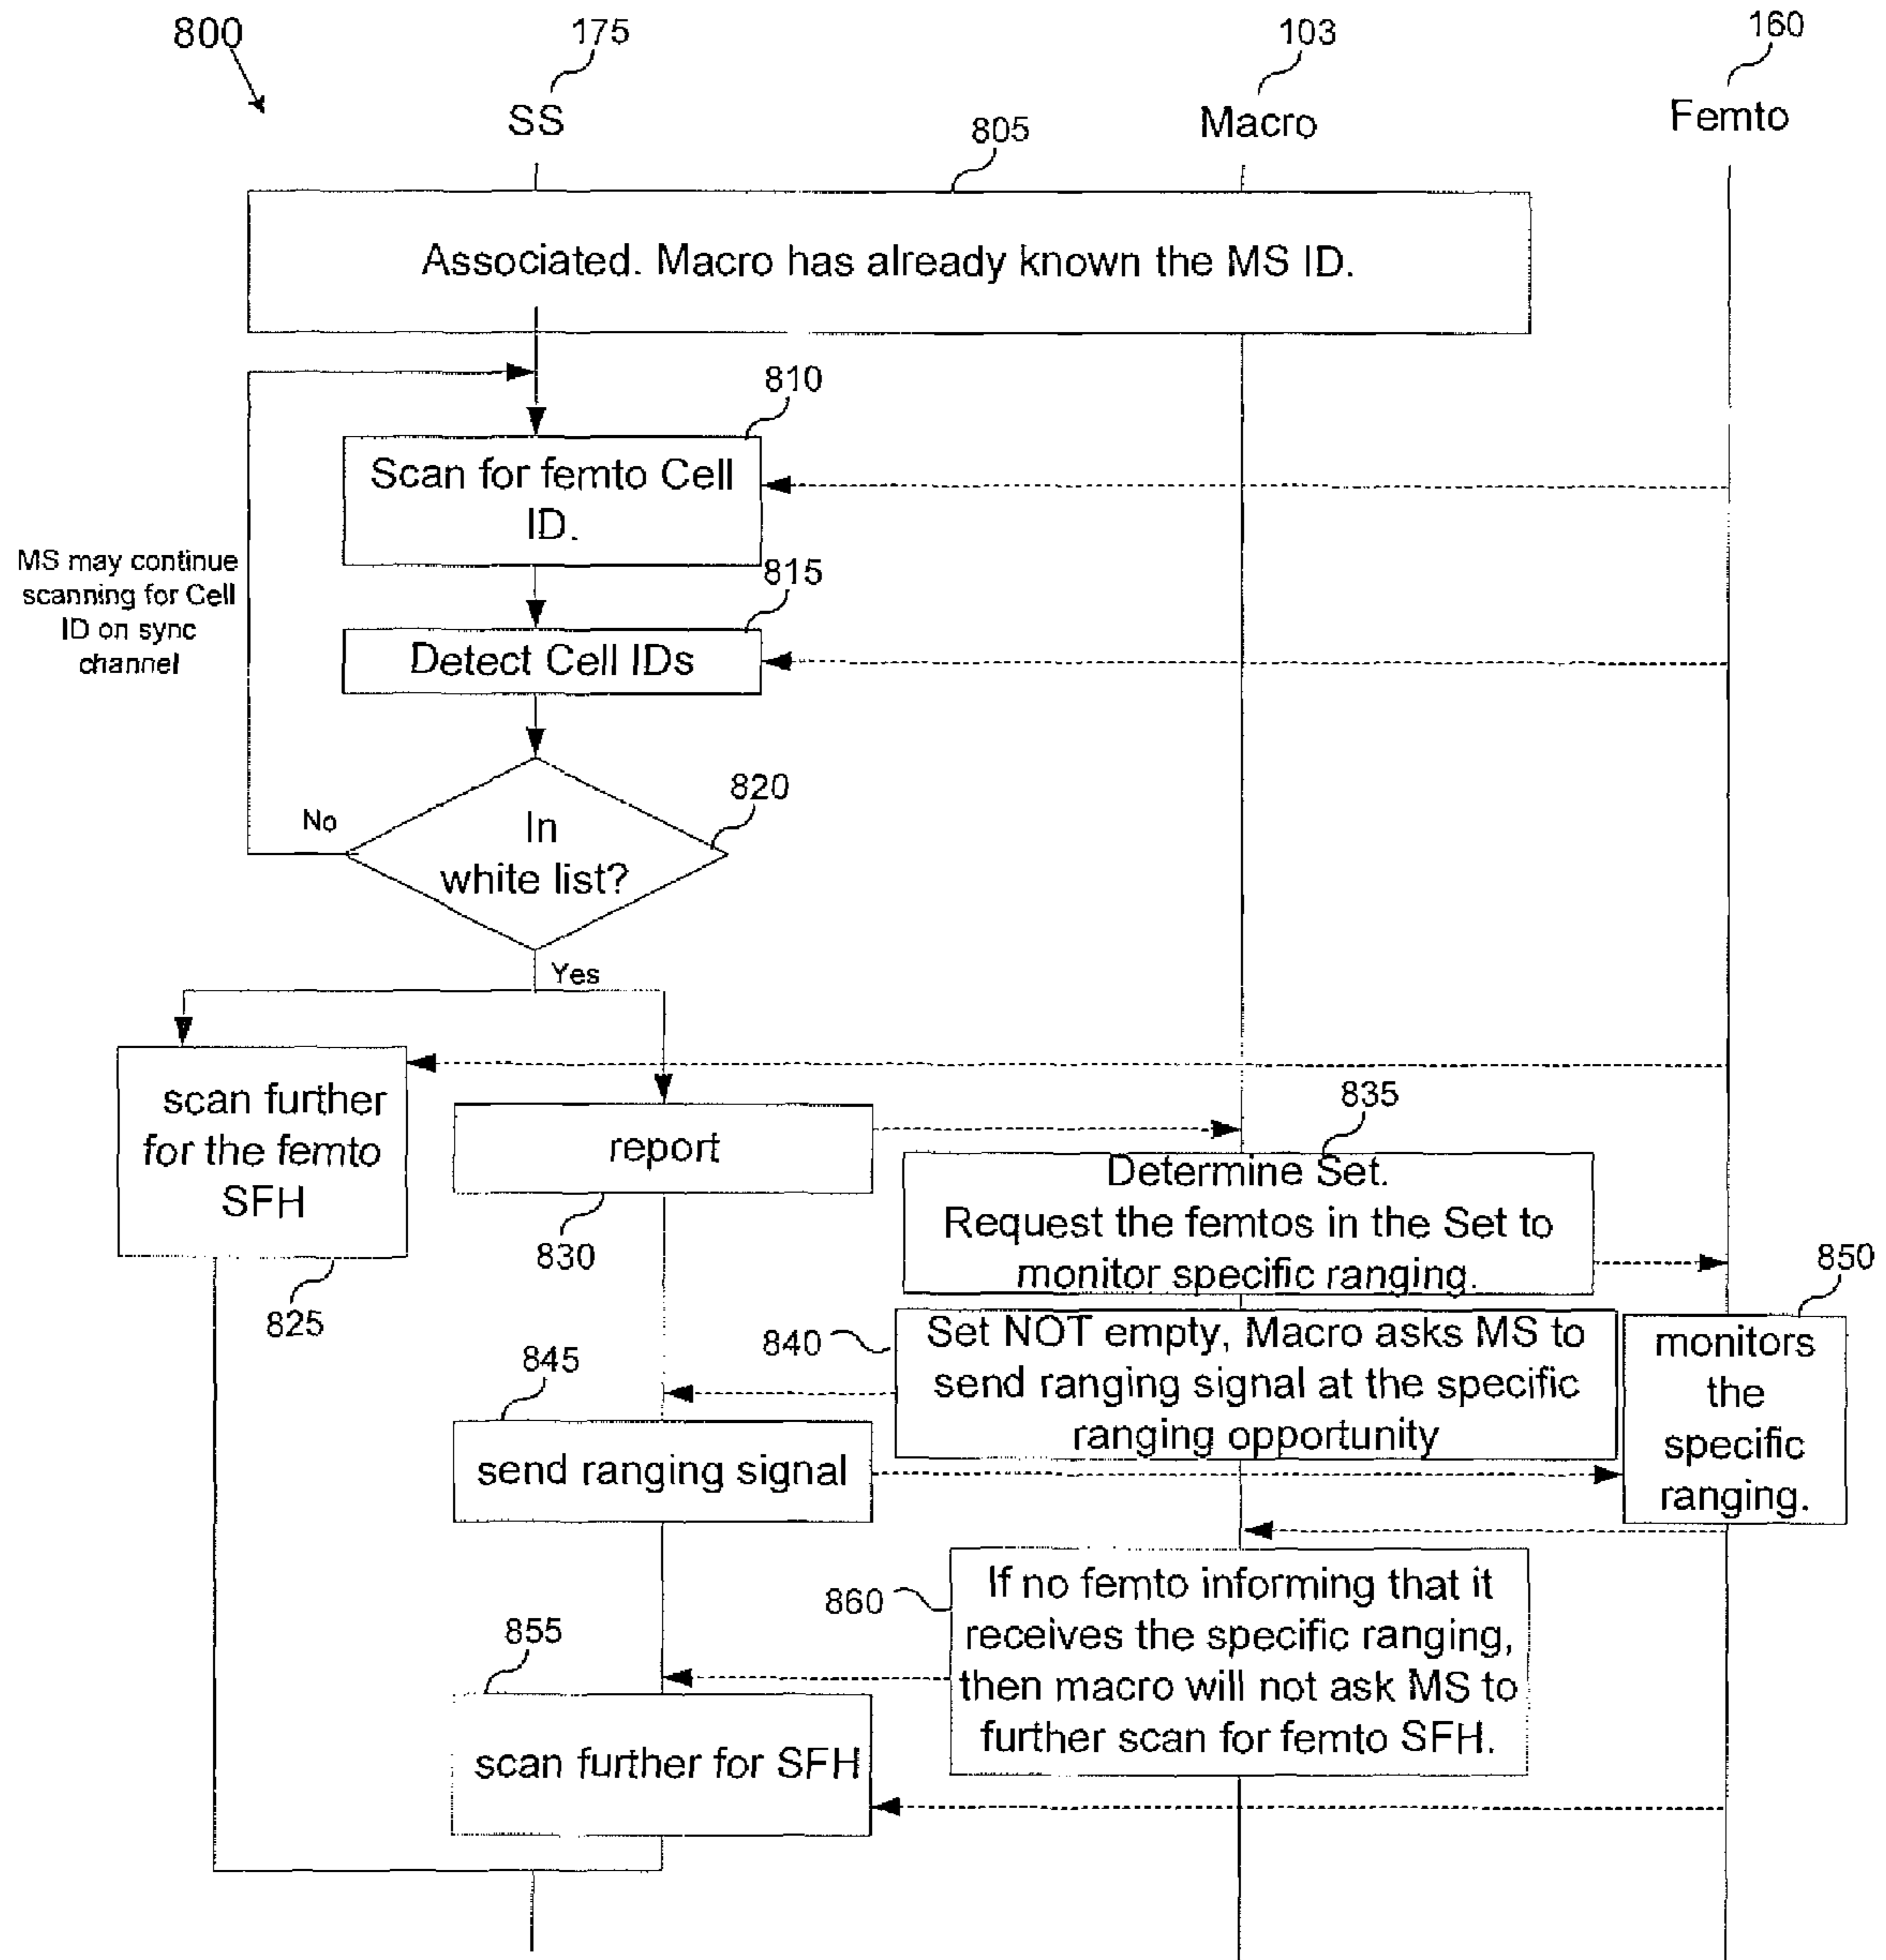 800
175
103
160
SS
Macro
Femto
805
Associated. Macro has already known the MS ID.
810
Scan for femto Cell
ID.
MS may continue
scanning for Cell
ID on sync
channel
815
Detect Cell IDs
820
No
In
white list?
Yes
scan further
for the femto
SFH
825
report
830
835
Determine Set.
Request the femtos in the Set to
monitor specific ranging.
850
840
Set NOT empty, Macro asks MS to
send ranging signal at the specific
ranging opportunity
monitors
the
specific
ranging.
845
send ranging signal
860
If no femto informing that it
receives the specific ranging,
then macro will not ask MS to
further scan for femto SFH.
855
scan further for SFH